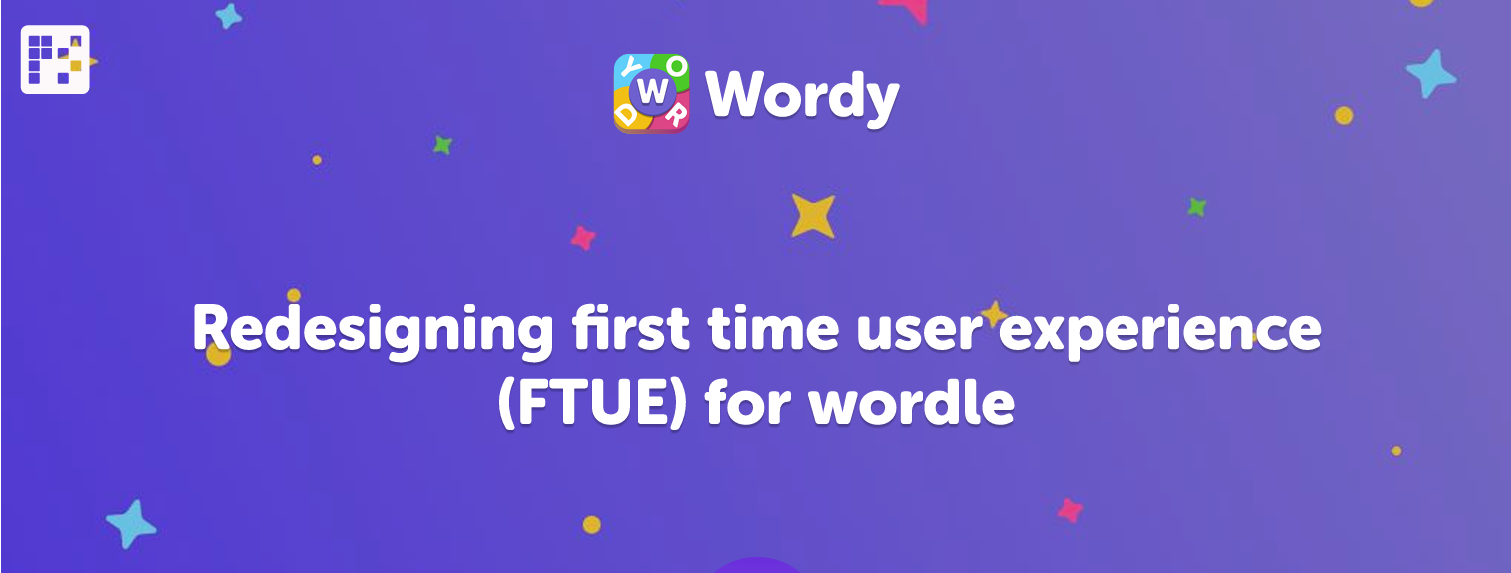 Y O
W
D R
Wordy
Redesigning first time user experience
(FTUE) for wordle